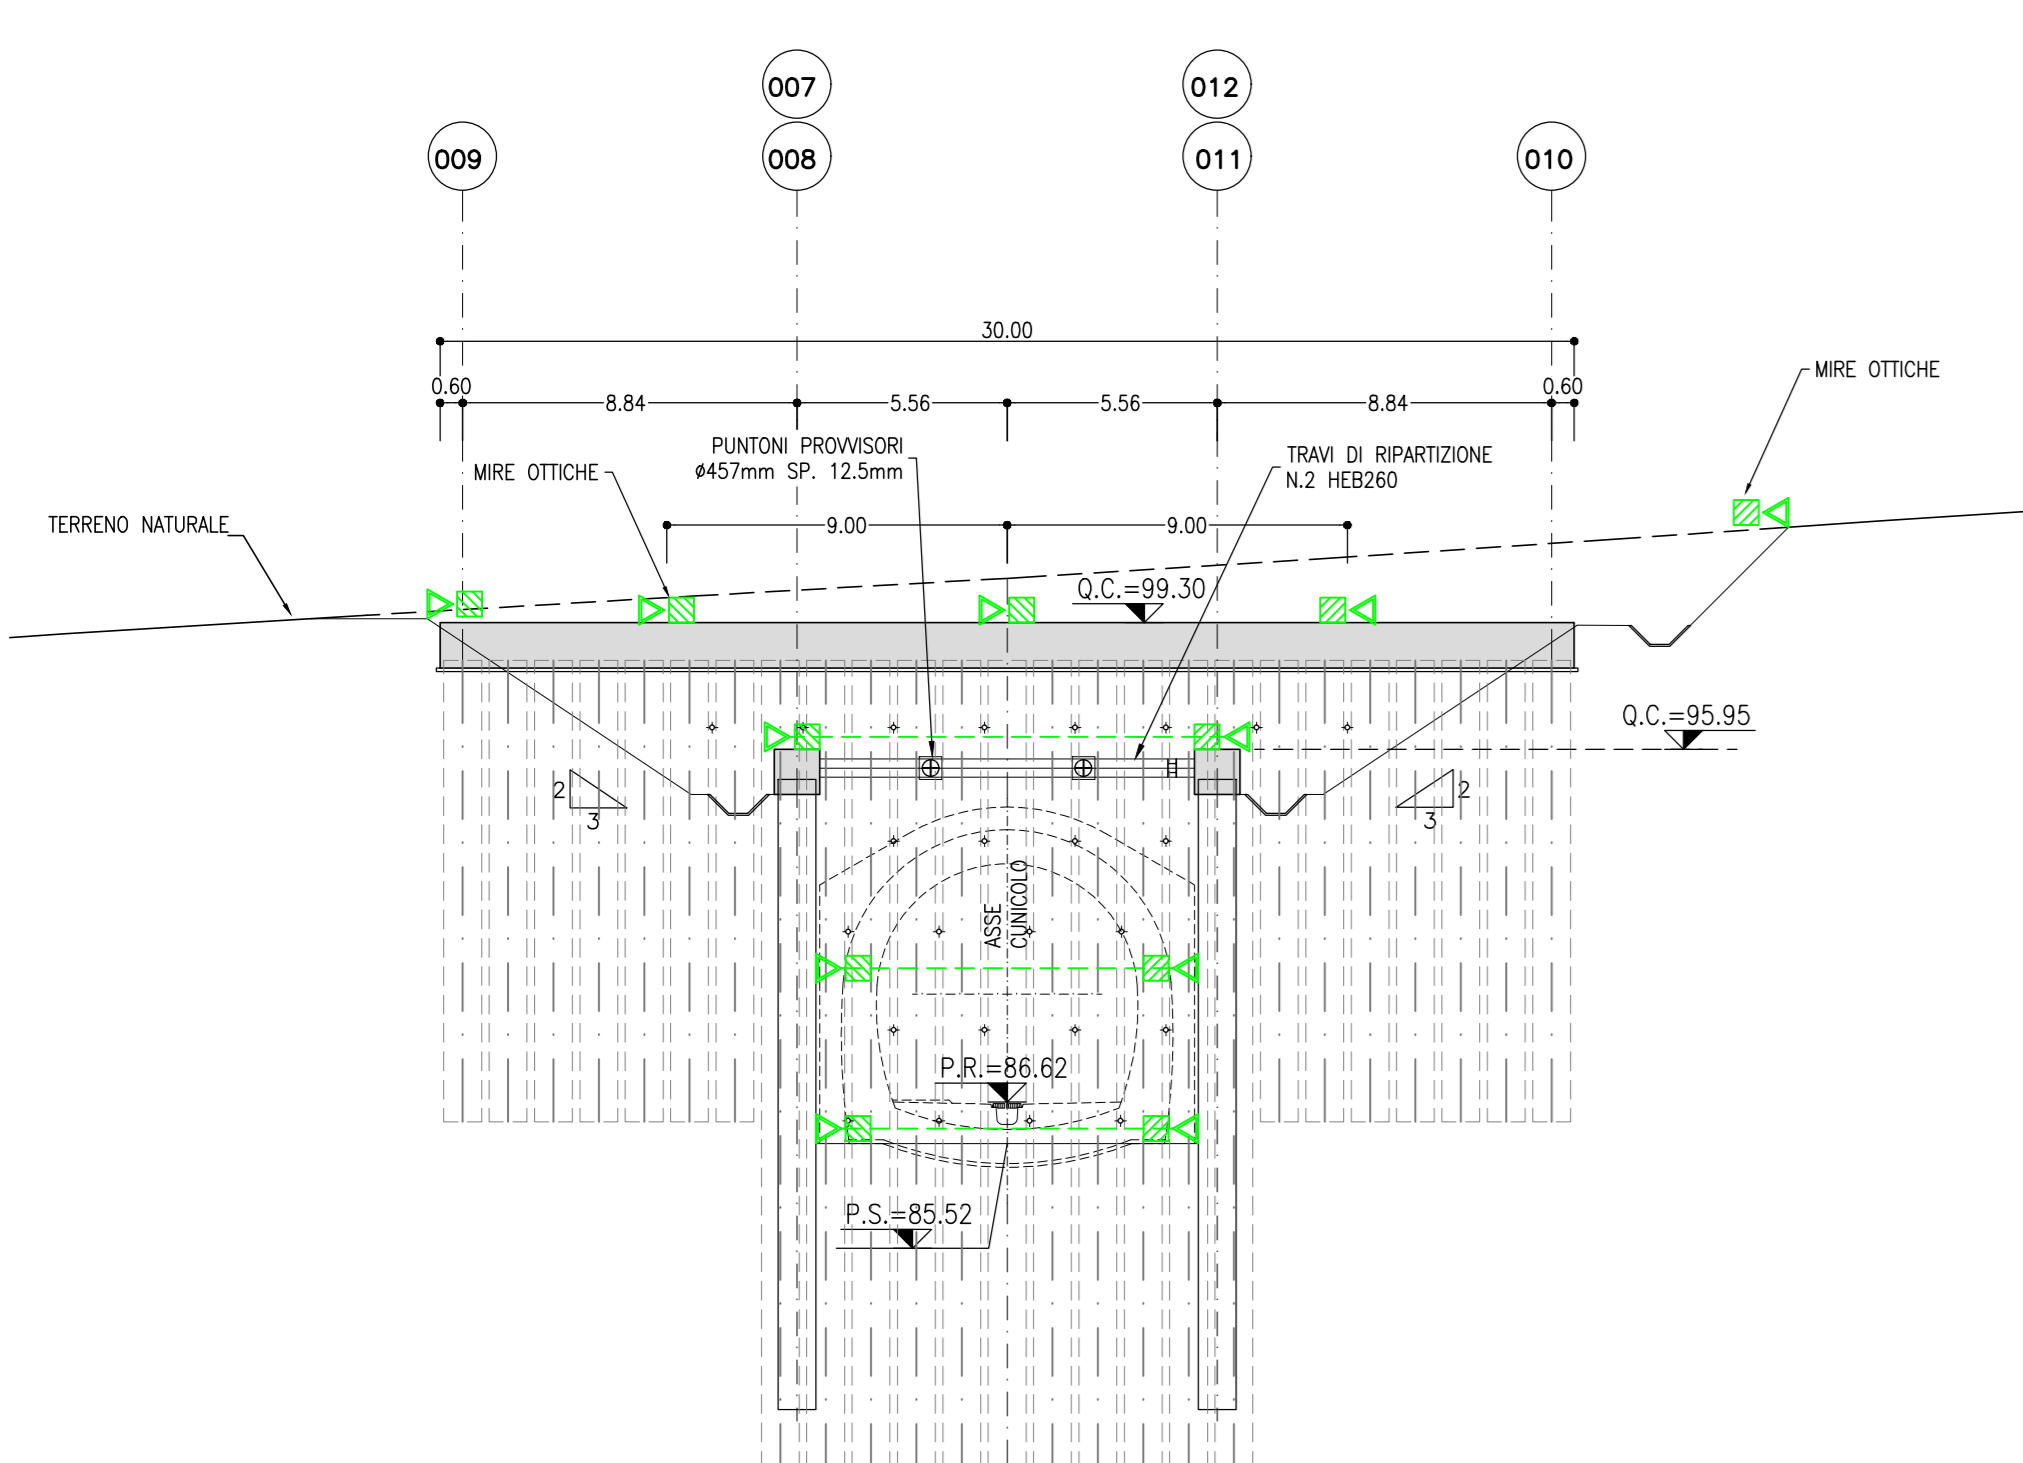 007
012
009
008
011
010
30.00
0.60
8.84
5.56
5.56
8.84
0.60
MIRE OTTICHE
PUNTONI PROVVISORI
ø457mm SP. 12.5mm
MIRE OTTICHE
TRAVI DI RIPARTIZIONE
N.2 HEB260
TERRENO NATURALE
9.00
9.00
Q.C.=99.30
Q.C.=95.95
2
3
2
3
ASSE
CUNICOLO
P.R.=86.62
P.S.=85.52